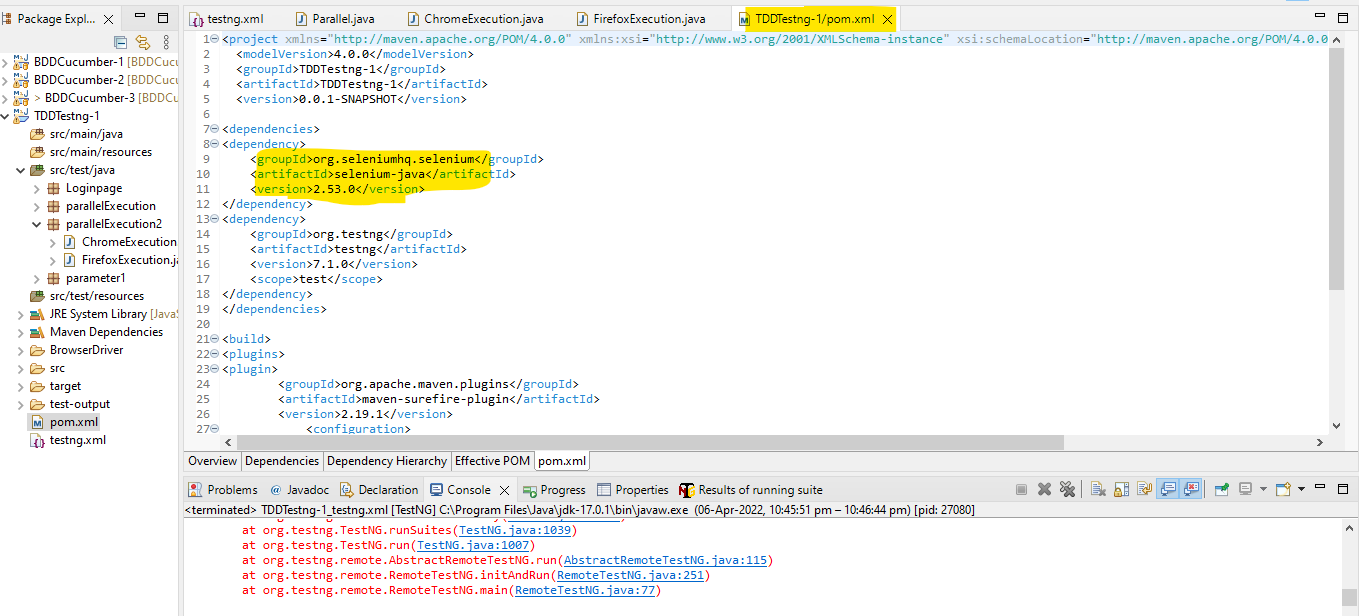 Package Expl...
BDDCucumber-1 [BDDCucu
BDDCucumber-2 [BDDCucu
> BDDCucumber-3 [BDDCu
TDDTestng-1
src/main/java
src/main/resources
src/test/java
Loginpage
parallelExecution
parallelExecution2
ChromeExecution
FirefoxExecution.ja
parameter1
src/test/resources
JRE System Library [JavaS
Maven Dependencies
BrowserDriver
src
target
test-output
pom.xml
testng.xml
testng.xml Parallel.java ChromeExecution.java FirefoxExecution.java TDDTestng-1/pom.xml
1 <project xmlns="http://maven.apache.org/POM/4.0.0" xmlns:xsi="http://www.w3.org/2001/XMLSchema-instance" xsi:schemaLocation="http://maven.apache.org/POM/4.0.0
2 <modelVersion>4.0.0</modelVersion>
3 <groupId>TDDTestng-1</groupId>
4 <artifactId>TDDTestng-1</artifactId>
5 <version>0.0.1-SNAPSHOT</version>
6
7 <dependencies>
8 <dependency>
9 <groupId>org.seleniumhq.selenium</groupId>
10 <artifactId>selenium-java</artifactId>
11 <version>2.53.0</version>
12 </dependency>
13 <dependency>
14 <groupId>org.testng</groupId>
15 <artifactId>testng</artifactId>
16 <version>7.1.0</version>
17 <scope>test</scope>
18 </dependency>
19 </dependencies>
20
21 <build>
22 <plugins>
23 <plugin>
24 <groupId>org.apache.maven.plugins</groupId>
25 <artifactId>maven-surefire-plugin</artifactId>
26 <version>2.19.1</version>
27 <configuration>
Overview Dependencies Dependency Hierarchy Effective POM pom.xml
Problems Javadoc Declaration Console Progress Properties Results of running suite
<terminated> TDDTestng-1_testng.xml [TestNG] C:\Program Files\Java\jdk-17.0.1\bin\javaw.exe (06-Apr-2022, 10:45:51 pm – 10:46:44 pm) [pid: 27080]
at org.testng.TestNG.runSuites(TestNG.java:1039)
at org.testng.TestNG.run(TestNG.java:1007)
at org.testng.remote.AbstractRemoteTestNG.run(AbstractRemoteTestNG.java:115)
at org.testng.remote.RemoteTestNG.initAndRun(RemoteTestNG.java:251)
at org.testng.remote.RemoteTestNG.main(RemoteTestNG.java:77)